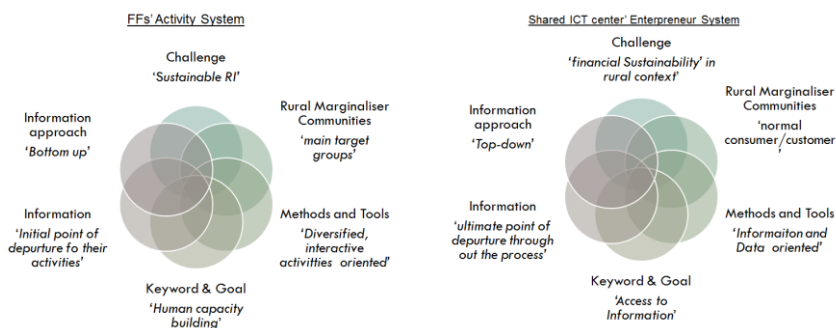 FFs' Activity System
Challenge
'Sustainable RI'
Rural Marginaliser
Communities
'main target
groups'
Methods and Tools
'Diversified,
interactive
activitties oriented'
Keyword & Goal
'Human capacity
building'
Information
'Initial point of
depurture fo their
activities'
Information
approach
'Bottom up'
Shared ICT center' Enterpreneur System
Challenge
'financial Sustainability' in
rural context'
Rural Marginaliser
Communities
'normal
consumer/customer
'
Methods and Tools
'Informaiton and
Data oriented'
Keyword & Goal
'Access to
Information'
Information
'ultimate point of
depurture through
out the process'
Information
approach
'Top-down'